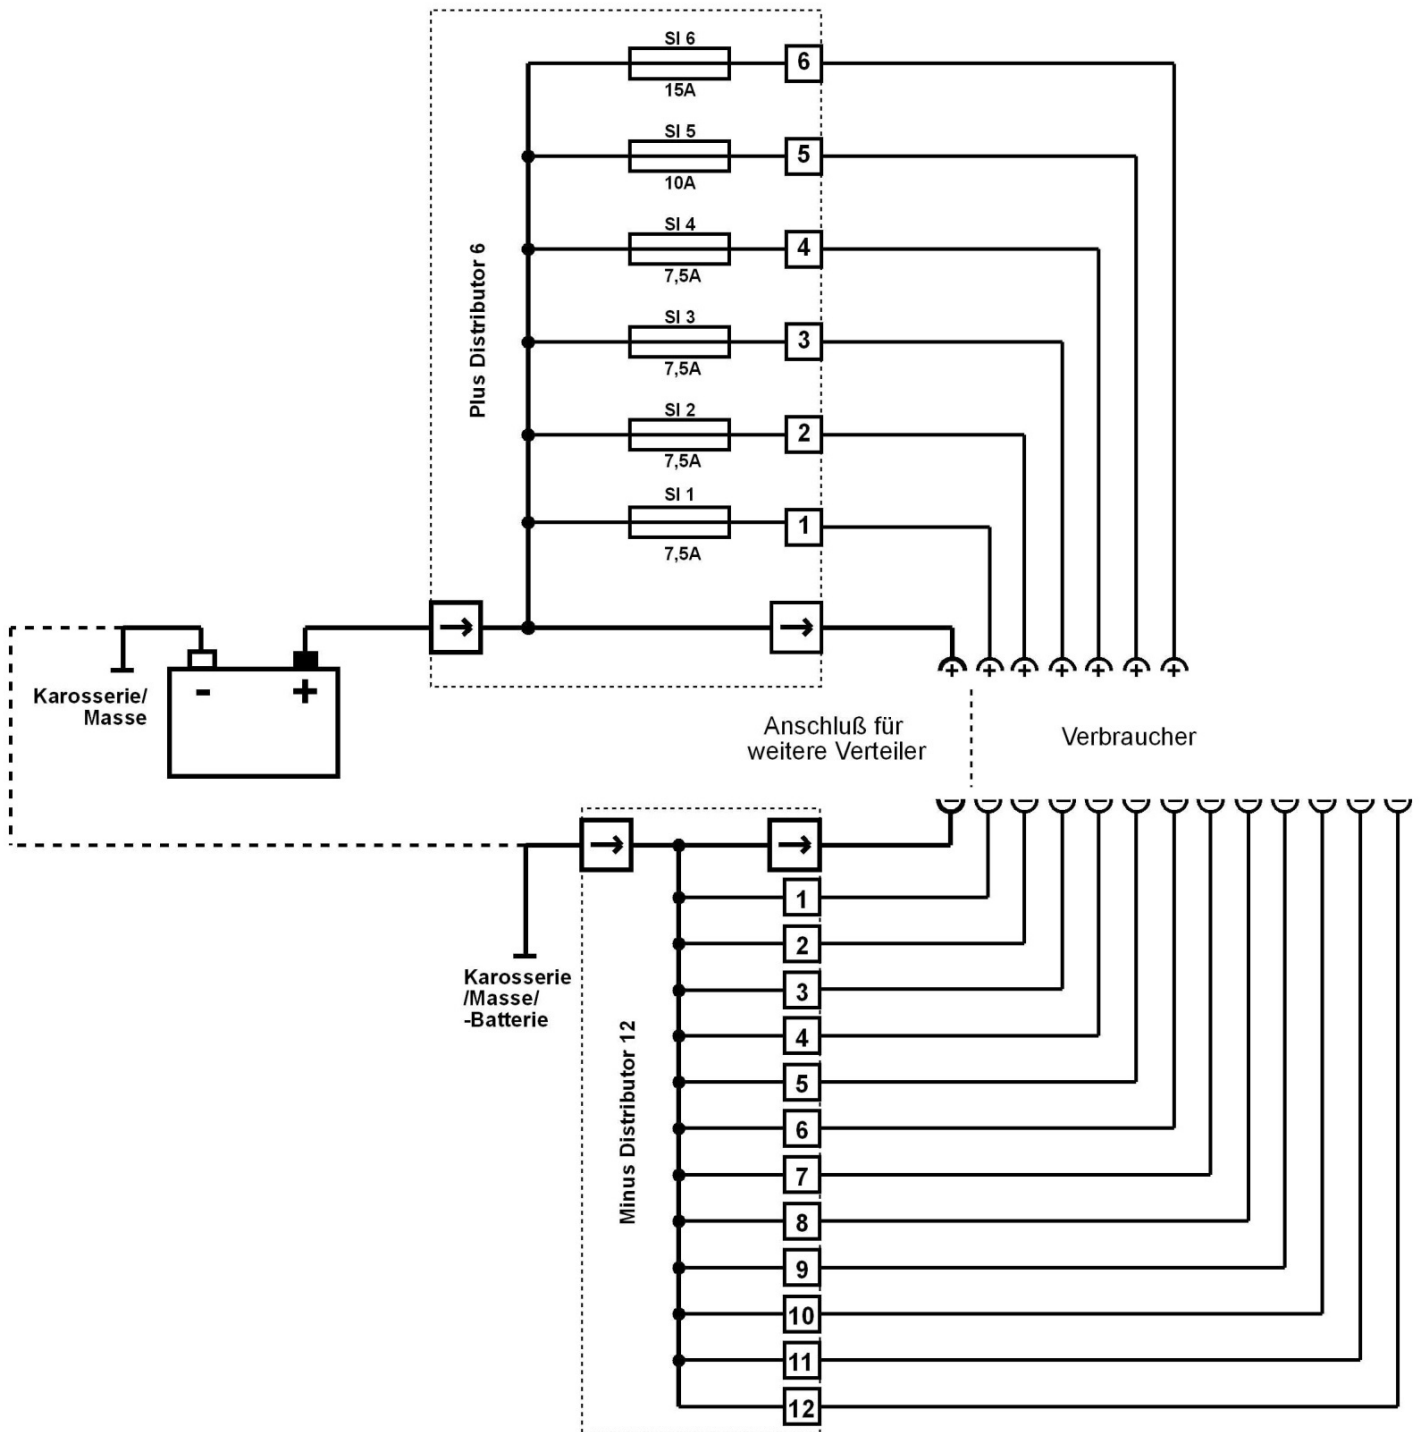 SI 6
6
15A
SI 5
5
10A
SI 4
4
7,5A
SI 3
3
7,5A
SI 2
2
7,5A
SI 1
1
7,5A
Plus Distributor 6
→
→
Karosserie/
Masse
-
+
+
+
+
+
+
+
+
Anschluß für
weitere Verteiler
Verbraucher
-
-
-
-
-
-
-
-
-
-
-
-
-
→
→
1
2
3
4
5
6
7
8
9
10
11
12
Karosserie
/Masse/
-Batterie
Minus Distributor 12